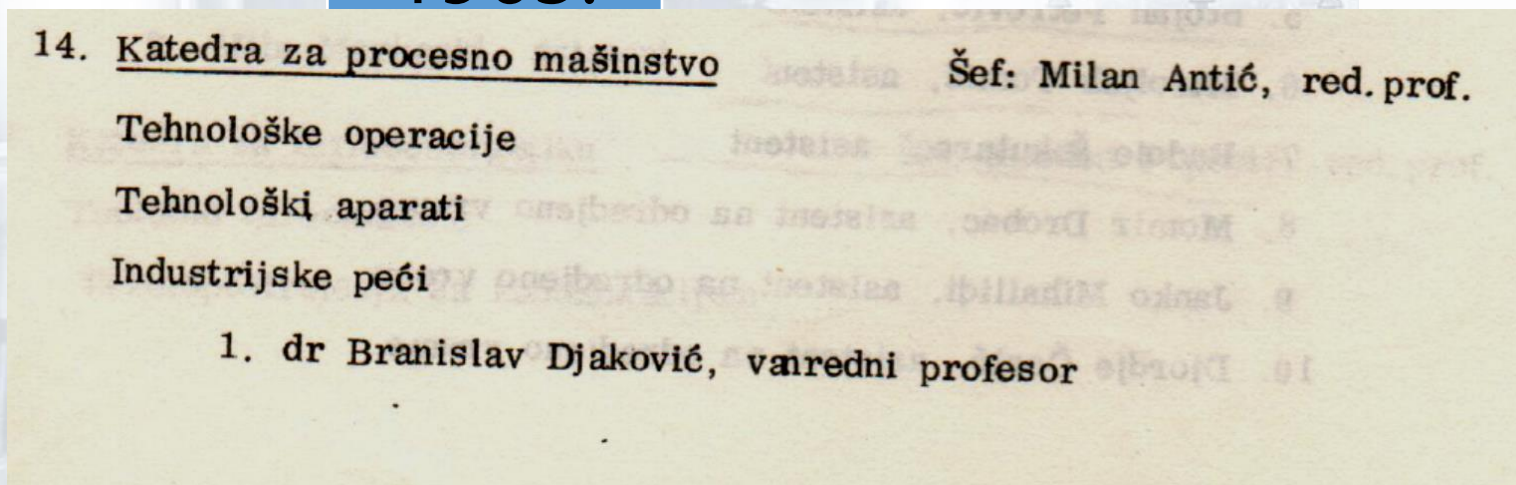 14. Katedra za procesno mašinstvo Šef: Milan Antić, red. prof.
Tehnološke operacije
Tehnološki aparati
Industrijske peći
1. dr Branislav Djaković, vanredni profesor